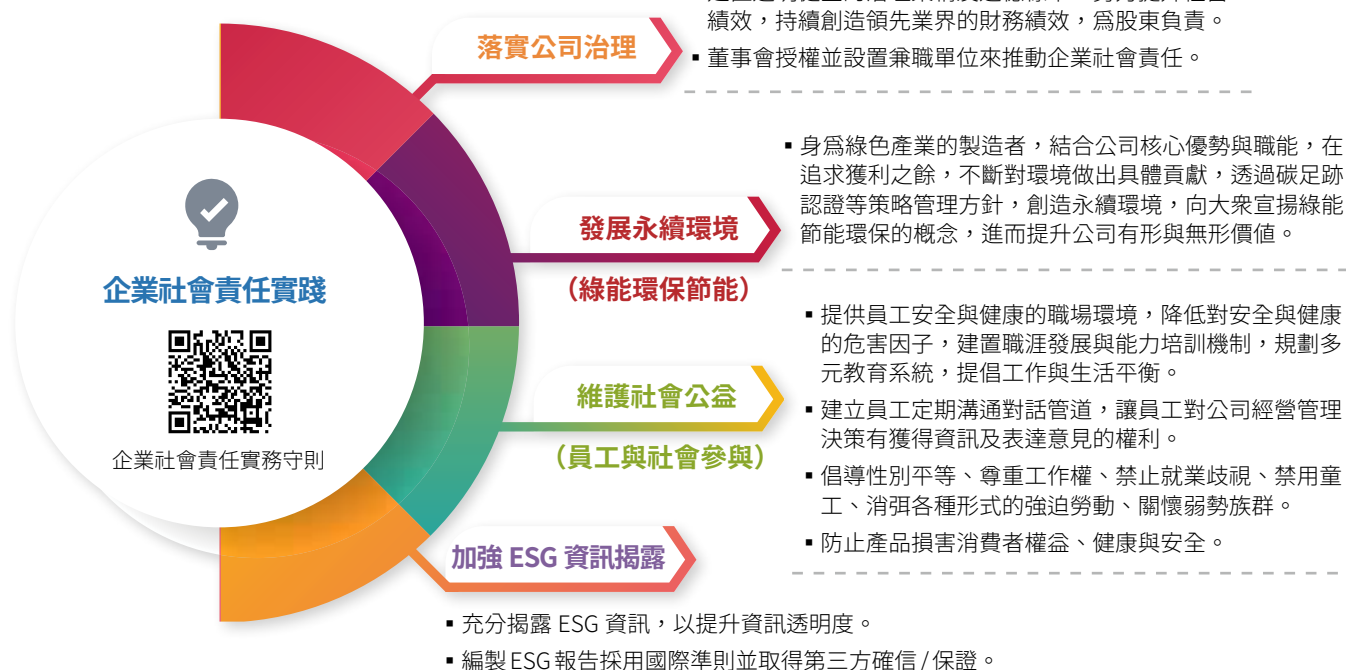 績效，持續創造領先業界的財務績效，為股東負責。
落實公司治理
▪ 董事會授權並設置兼職單位來推動企業社會責任。
▪ 身為綠色產業的製造者，結合公司核心優勢與職能，在
追求獲利之餘，不斷對環境做出具體貢獻，透過碳足跡
認證等策略管理方針，創造永續環境，向大眾宣揚綠能
節能環保的概念，進而提升公司有形與無形價值。
發展永續環境
（綠能環保節能）
企業社會責任實踐
企業社會責任實務守則
▪ 提供員工安全與健康的職場環境，降低對安全與健康
的危害因子，建置職涯發展與能力培訓機制，規劃多
元教育系統，提倡工作與生活平衡。
維護社會公益
（員工與社會參與）
▪ 建立員工定期溝通對話管道，讓員工對公司經營管理
決策有獲得資訊及表達意見的權利。
▪ 倡導性別平等、尊重工作權、禁止就業歧視、禁用童
工、消弭各種形式的強迫勞動、關懷弱勢族群。
▪ 防止產品損害消費者權益、健康與安全。
加強 ESG 資訊揭露
▪ 充分揭露 ESG 資訊，以提升資訊透明度。
▪ 編製 ESG 報告採用國際準則並取得第三方確信 / 保證。